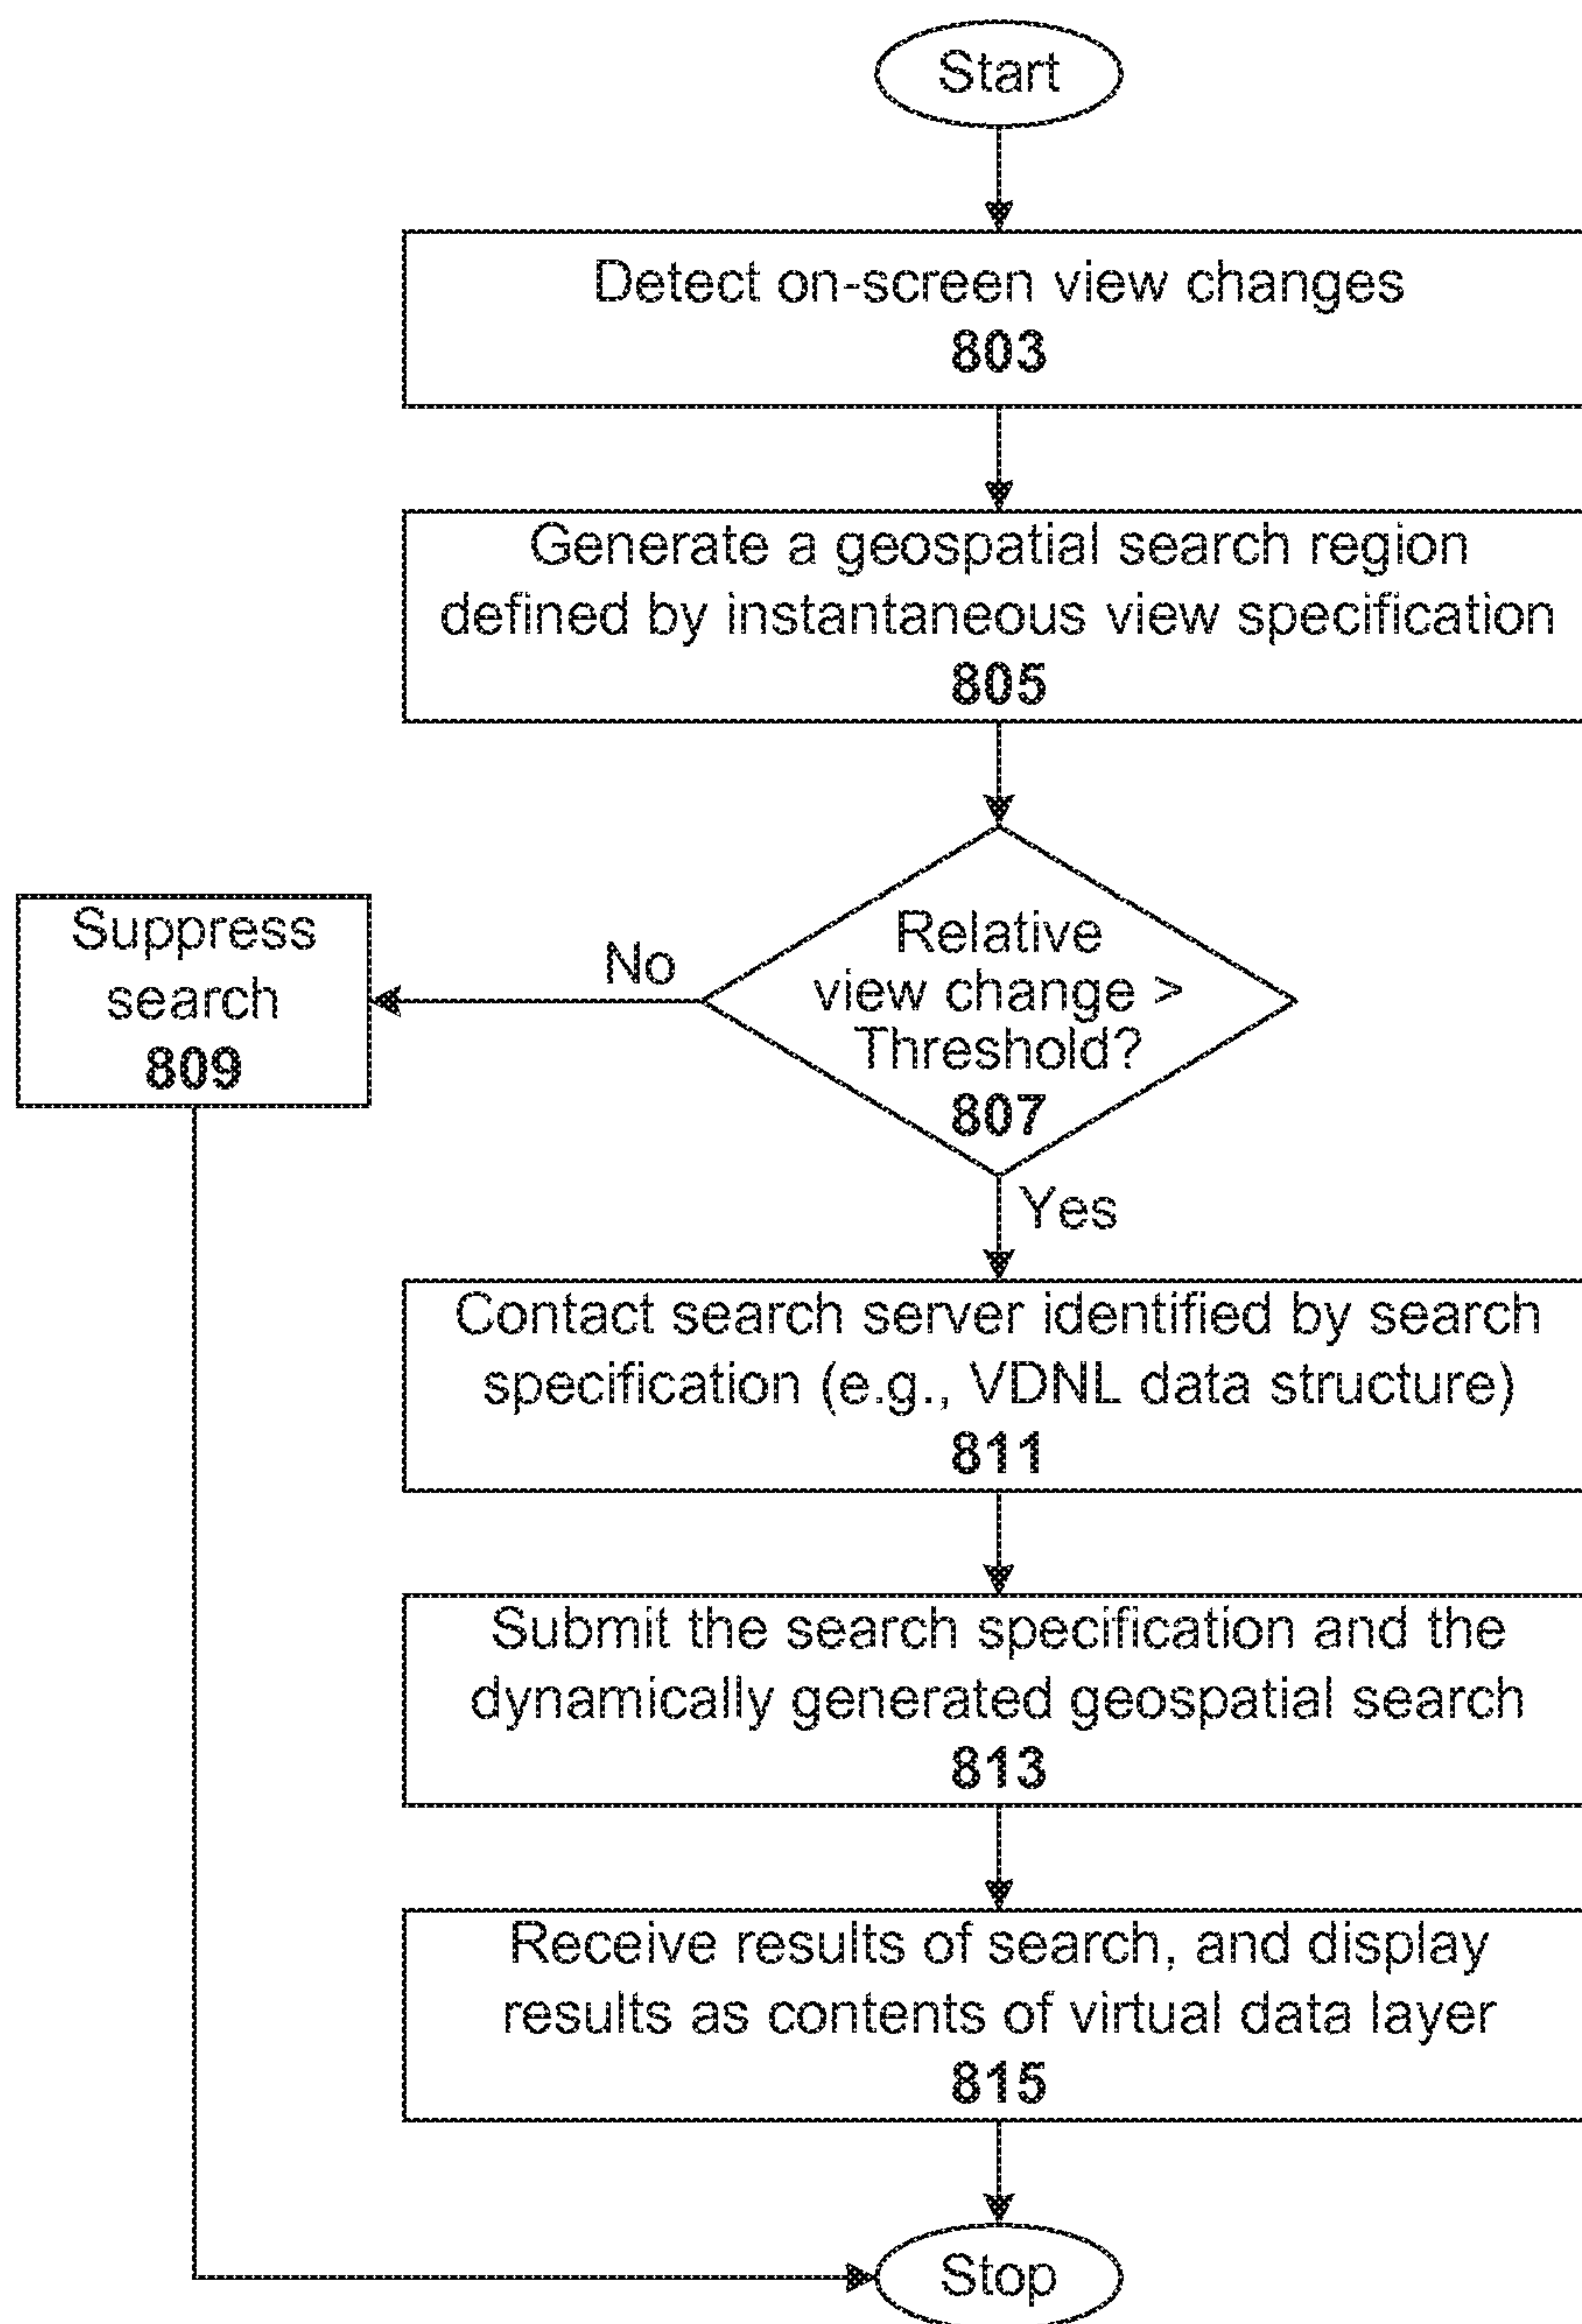 Start
Detect on-screen view changes
803
Generate a geospatial search region
defined by instantaneous view specification
805
Relative
view change >
Threshold?
807
No
Suppress
search
809
Yes
Contact search server identified by search
specification (e.g., VDNL data structure)
811
Submit the search specification and the
dynamically generated geospatial search
813
Receive results of search, and display
results as contents of virtual data layer
815
Stop